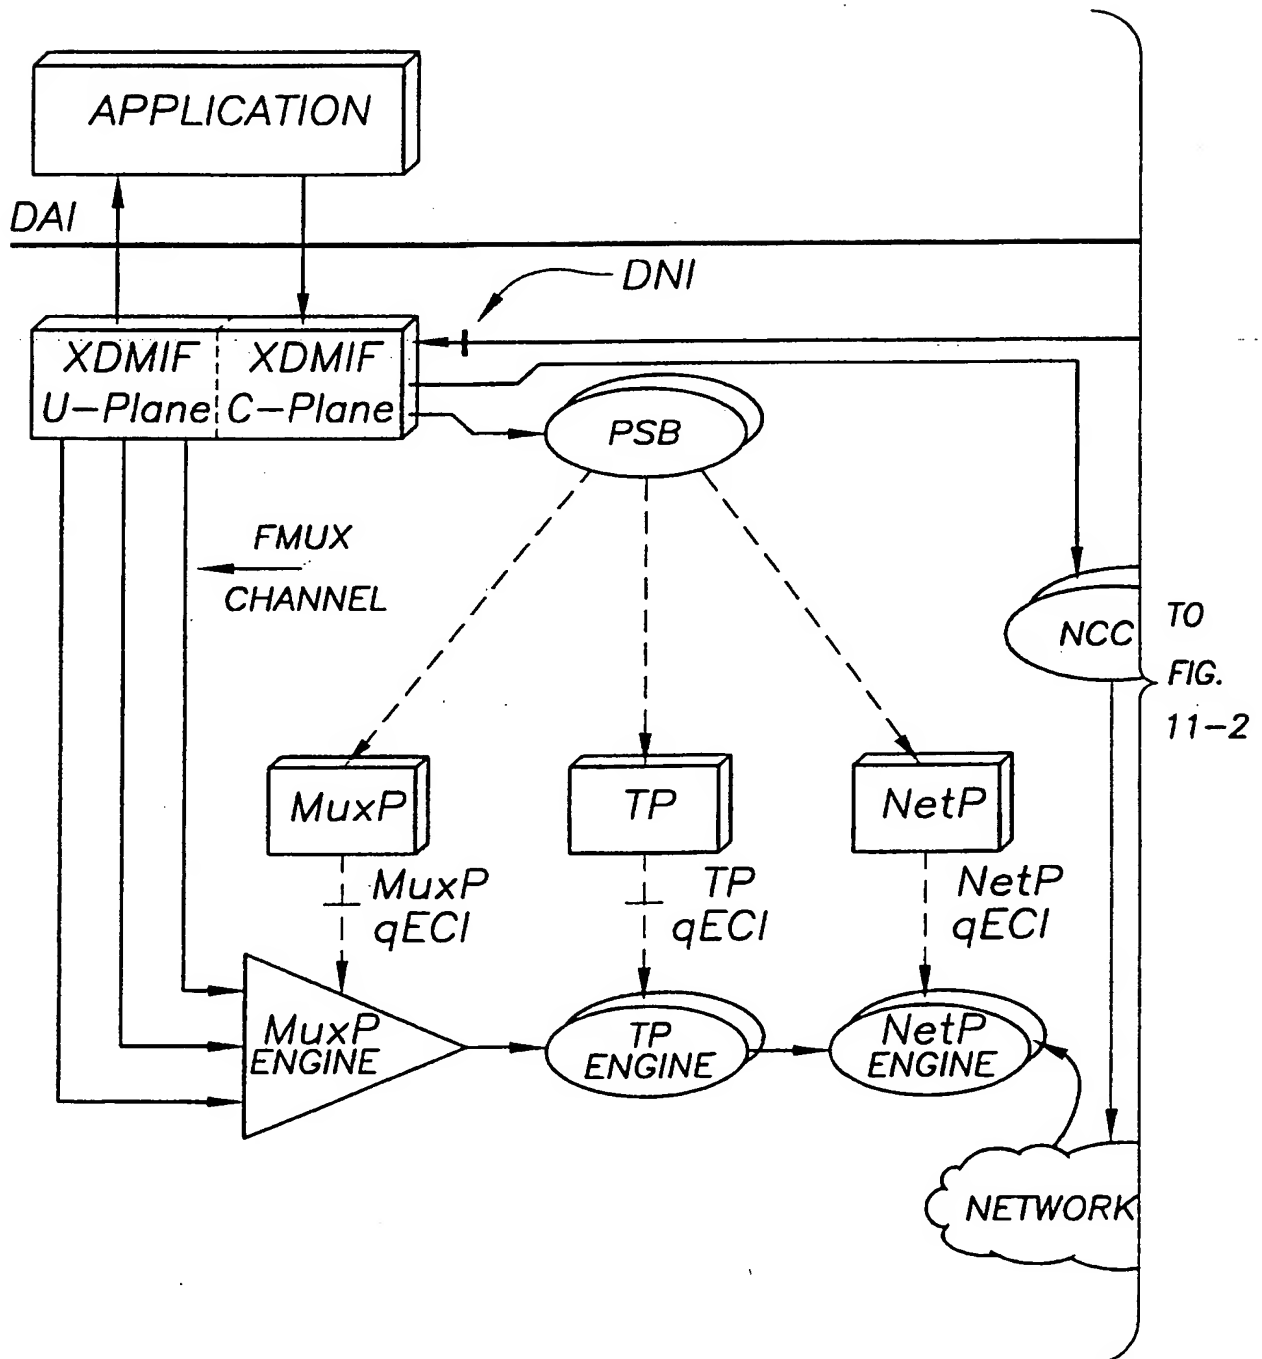 APPLICATION
DAI
DNI
XDMIF
U-Plane
XDMIF
C-Plane
PSB
FMUX
CHANNEL
NCC
TO
FIG.
11-2
MuxP
TP
NetP
MuxP
qECI
TP
qECI
NetP
qECI
MuxP
ENGINE
TP
ENGINE
NetP
ENGINE
NETWORK